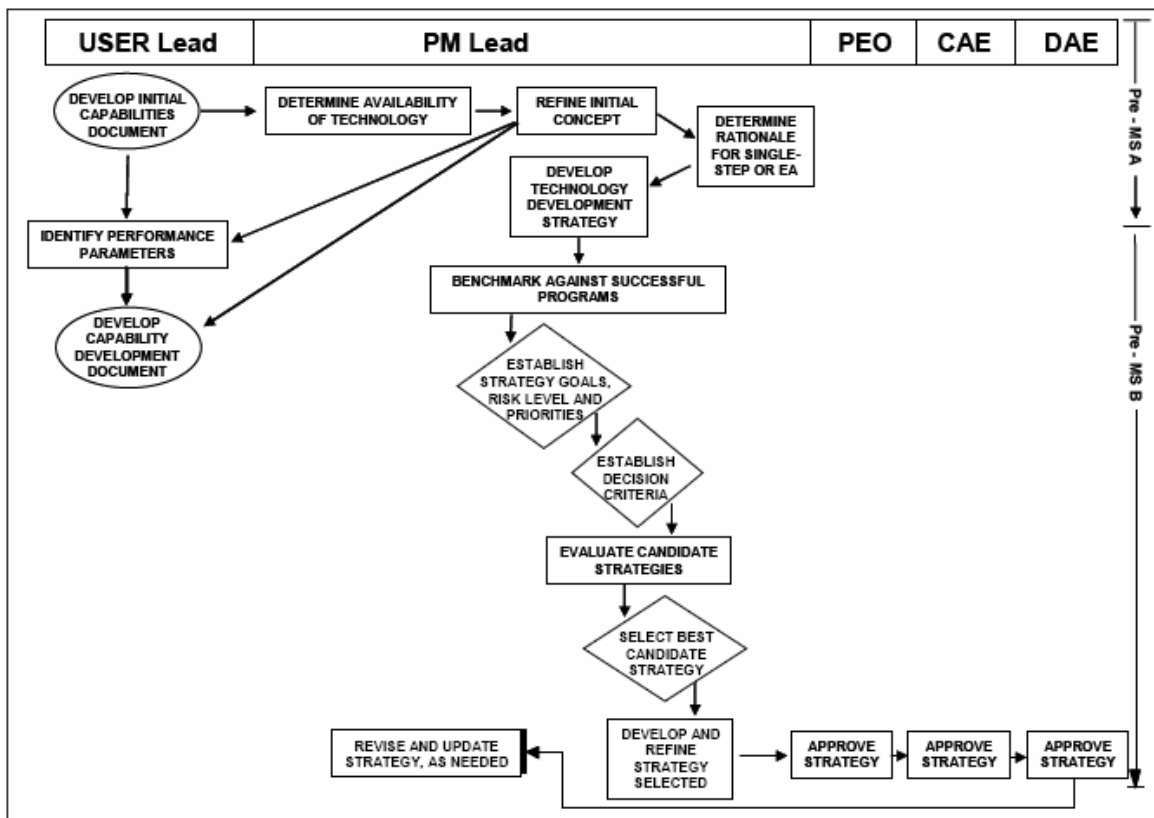 USER Lead
PM Lead
PEO
CAE
DAE
DEVELOP INITIAL
CAPABILITIES
DOCUMENT
DETERMINE AVAILABILITY
OF TECHNOLOGY
REFINE INITIAL
CONCEPT
DETERMINE
RATIONALE
FOR SINGLE-
STEP OR EA
Pre - MS A
DEVELOP
TECHNOLOGY
DEVELOPMENT
STRATEGY
IDENTIFY PERFORMANCE
PARAMETERS
BENCHMARK AGAINST SUCCESSFUL
PROGRAMS
DEVELOP
CAPABILITY
DEVELOPMENT
DOCUMENT
ESTABLISH
STRATEGY GOALS,
RISK LEVEL AND
PRIORITIES
Pre - MS B
ESTABLISH
DECISION
CRITERIA
EVALUATE CANDIDATE
STRATEGIES
SELECT BEST
CANDIDATE
STRATEGY
REVISE AND UPDATE
STRATEGY, AS NEEDED
DEVELOP AND
REFINE
STRATEGY
SELECTED
APPROVE
STRATEGY
APPROVE
STRATEGY
APPROVE
STRATEGY